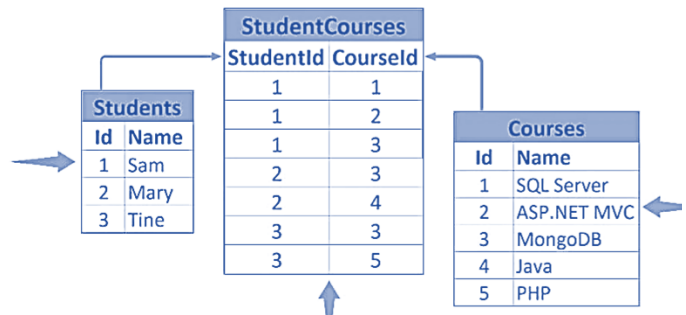 StudentCourses
StudentId CourseId
1 1
1 2
1 3
2 3
2 4
3 3
3 5
Students
Id Name
1 Sam
2 Mary
3 Tine
Courses
Id Name
1 SQL Server
2 ASP.NET MVC
3 MongoDB
4 Java
5 PHP